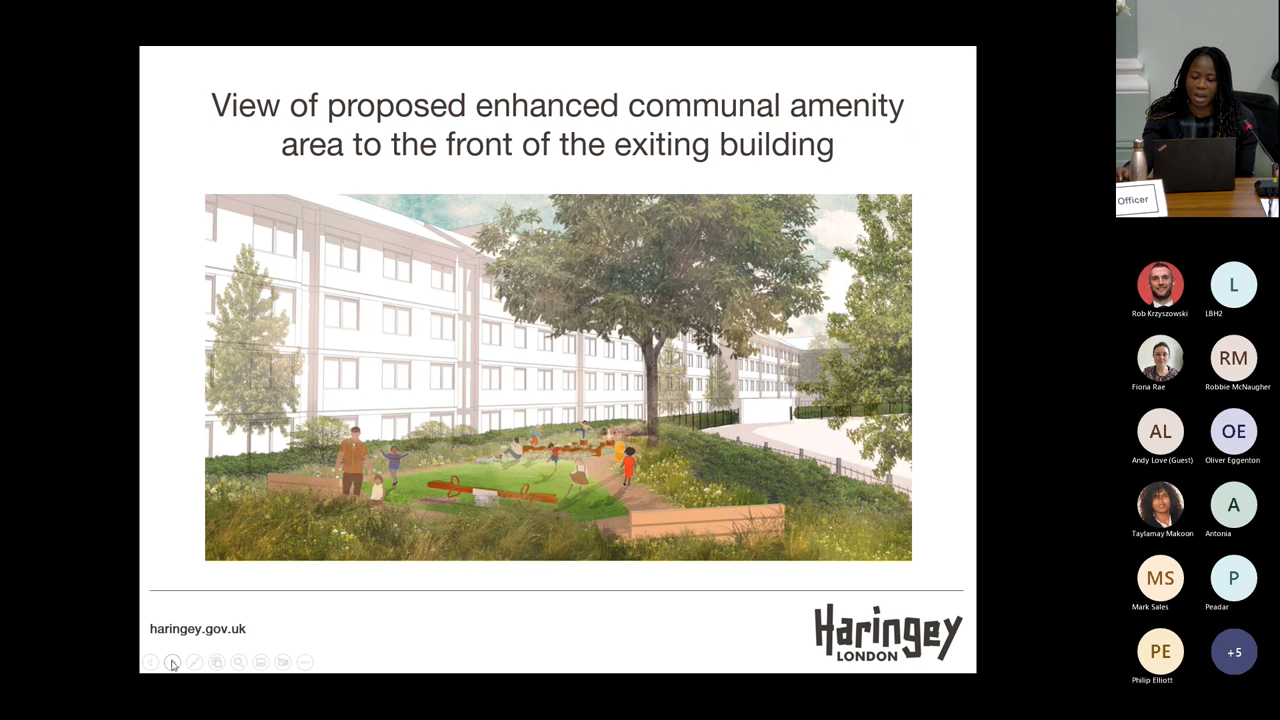 View of proposed enhanced communal amenity
area to the front of the exiting building
haringey.gov.uk
Haringey
LONDON
Officer
Rob Krzyszowski
L
LBH2
Fiona Rae
RM
Robbie McNaugher
AL
Andy Love (Guest)
OE
Oliver Eggenton
Taylamay Makoon
A
Antonia
MS
Mark Sales
P
Peadar
PE
Philip Elliott
+5